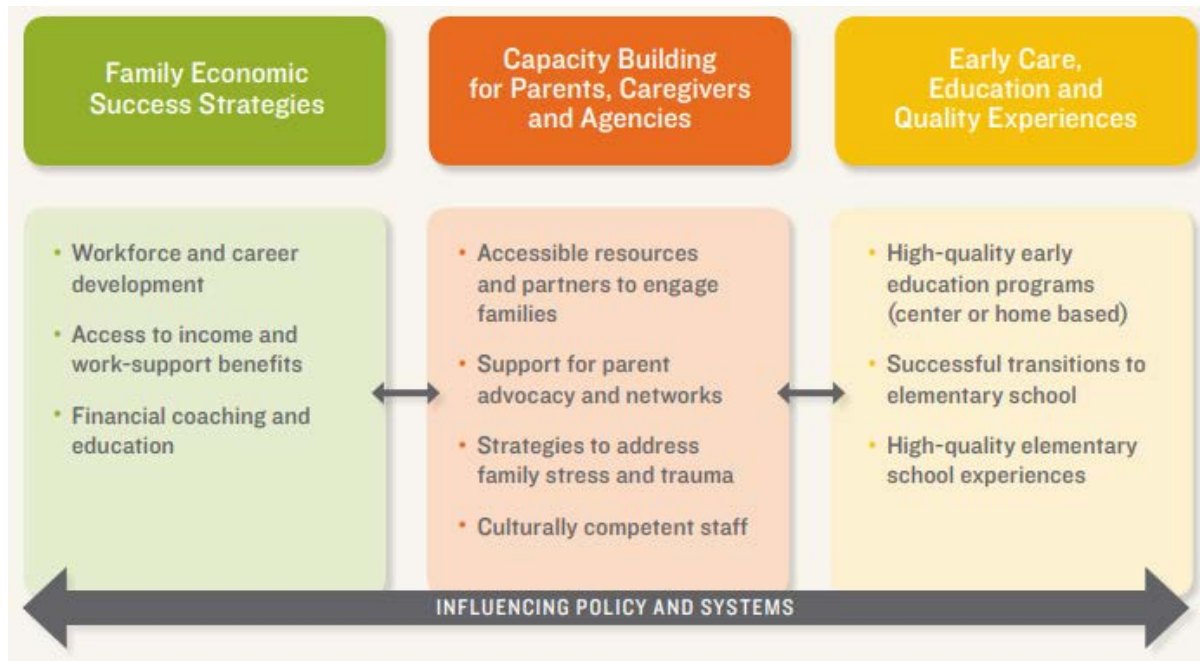 Family Economic
Success Strategies
Capacity Building
for Parents, Caregivers
and Agencies
Early Care,
Education and
Quality Experiences
• Workforce and career
development
• Access to income and
work-support benefits
• Financial coaching and
education
• Accessible resources
and partners to engage
families
• Support for parent
advocacy and networks
• Strategies to address
family stress and trauma
• Culturally competent staff
• High-quality early
education programs
(center or home based)
• Successful transitions to
elementary school
• High-quality elementary
school experiences
INFLUENCING POLICY AND SYSTEMS